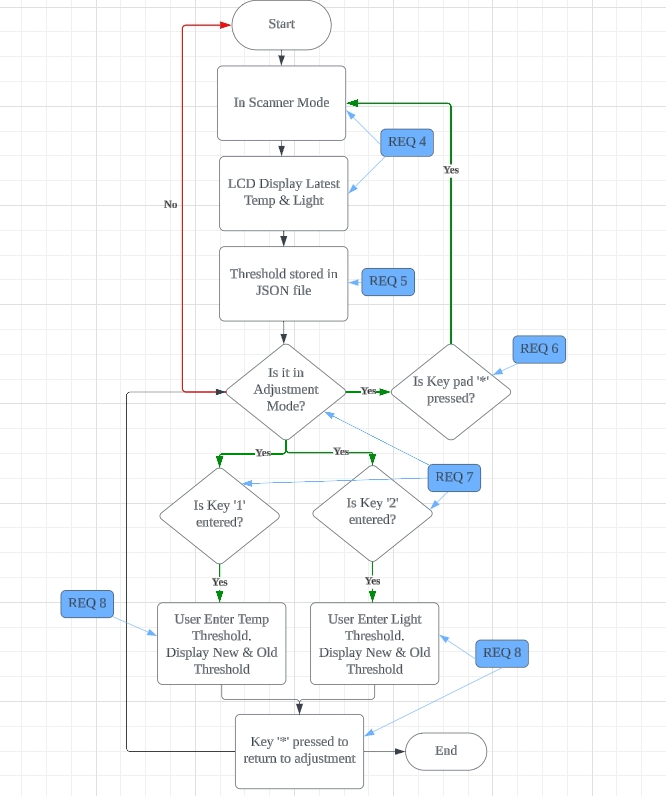 Start
In Scanner Mode
REQ 4
Yes
LCD Display Latest
Temp & Light
No
Threshold stored in
JSON file
REQ 5
REQ 6
Is it in
Adjustment
Mode?
Yes
Is Key pad '*'
pressed?
Yes
Yes
REQ 7
Is Key '1'
entered?
Is Key '2'
entered?
Yes
Yes
REQ 8
User Enter Temp
Threshold.
Display New & Old
Threshold
User Enter Light
Threshold.
Display New & Old
Threshold
REQ 8
Key '*' pressed to
return to adjustment
End